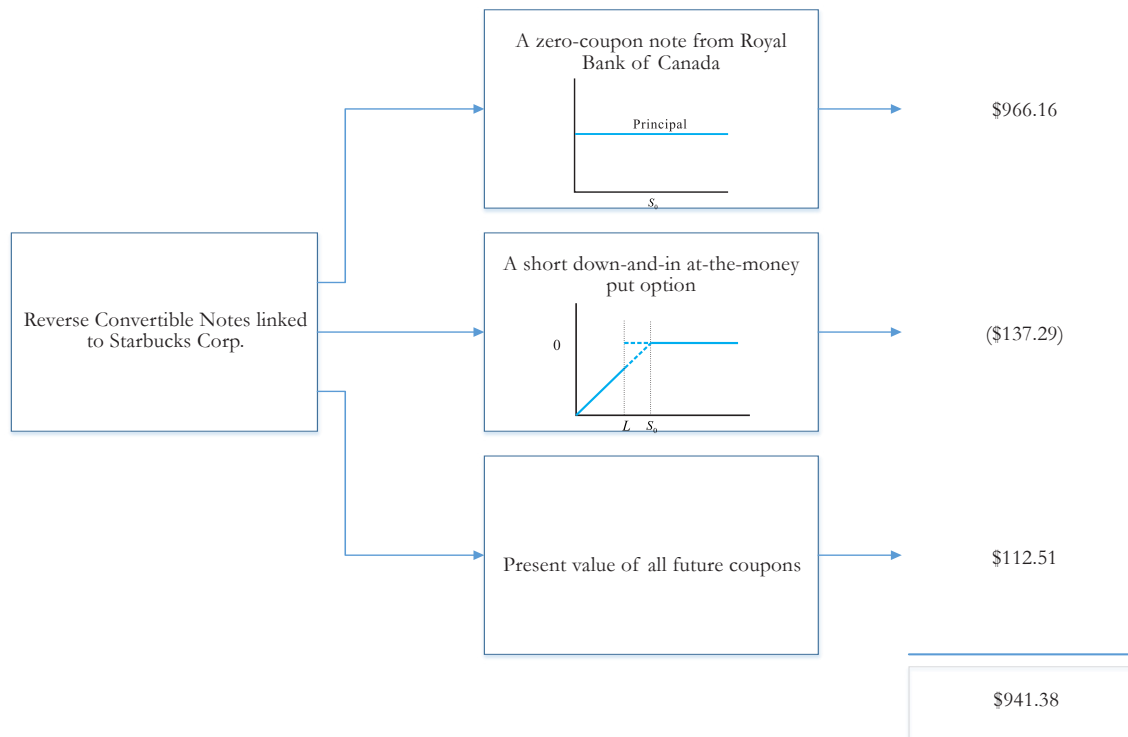 A zero-coupon note from Royal
Bank of Canada
Principal
S₀
$966.16
Reverse Convertible Notes linked
to Starbucks Corp.
A short down-and-in at-the-money
put option
0
L S₀
($137.29)
Present value of all future coupons
$112.51
$941.38